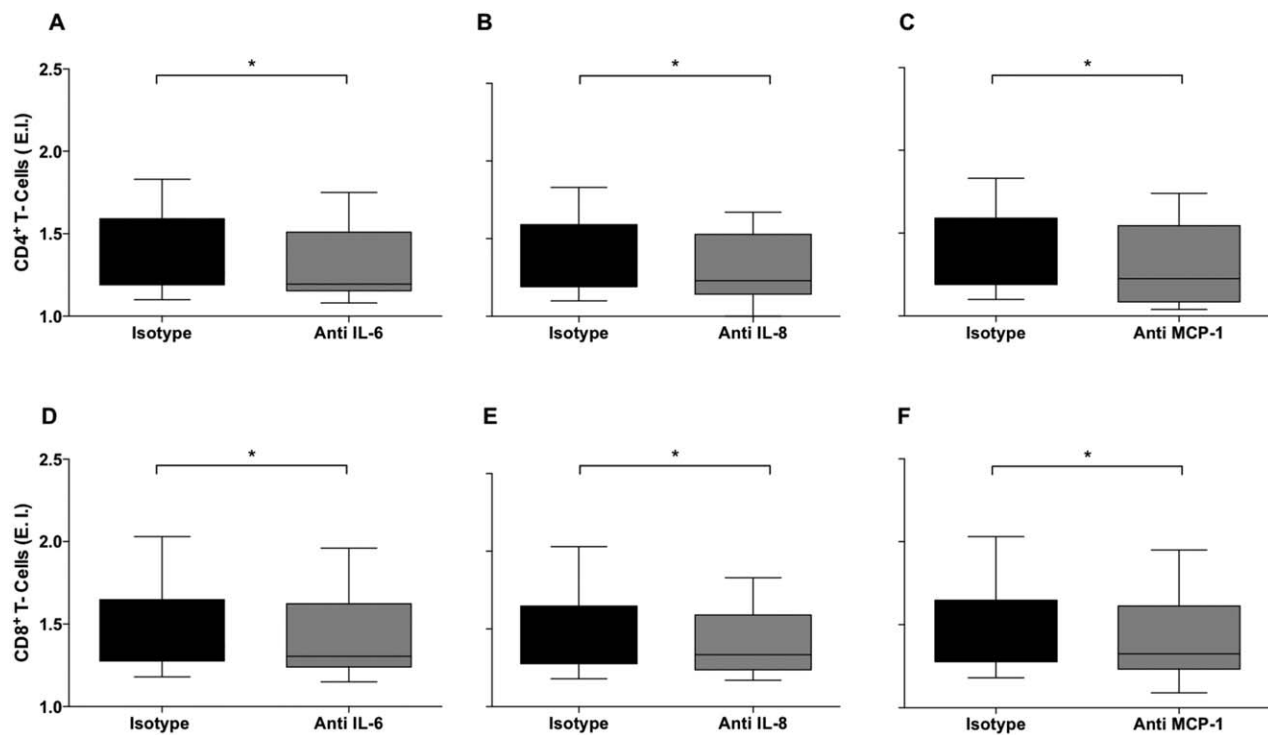 A
B
C
*
*
*
CD4+ T- Cells ( E.I.)
2.5
2.0
1.5
1.0
Isotype
Anti IL-6
Isotype
Anti IL-8
Isotype
Anti MCP-1
D
E
F
*
*
*
CD8+ T- Cells (E. I.)
2.5
2.0
1.5
1.0
Isotype
Anti IL-6
Isotype
Anti IL-8
Isotype
Anti MCP-1